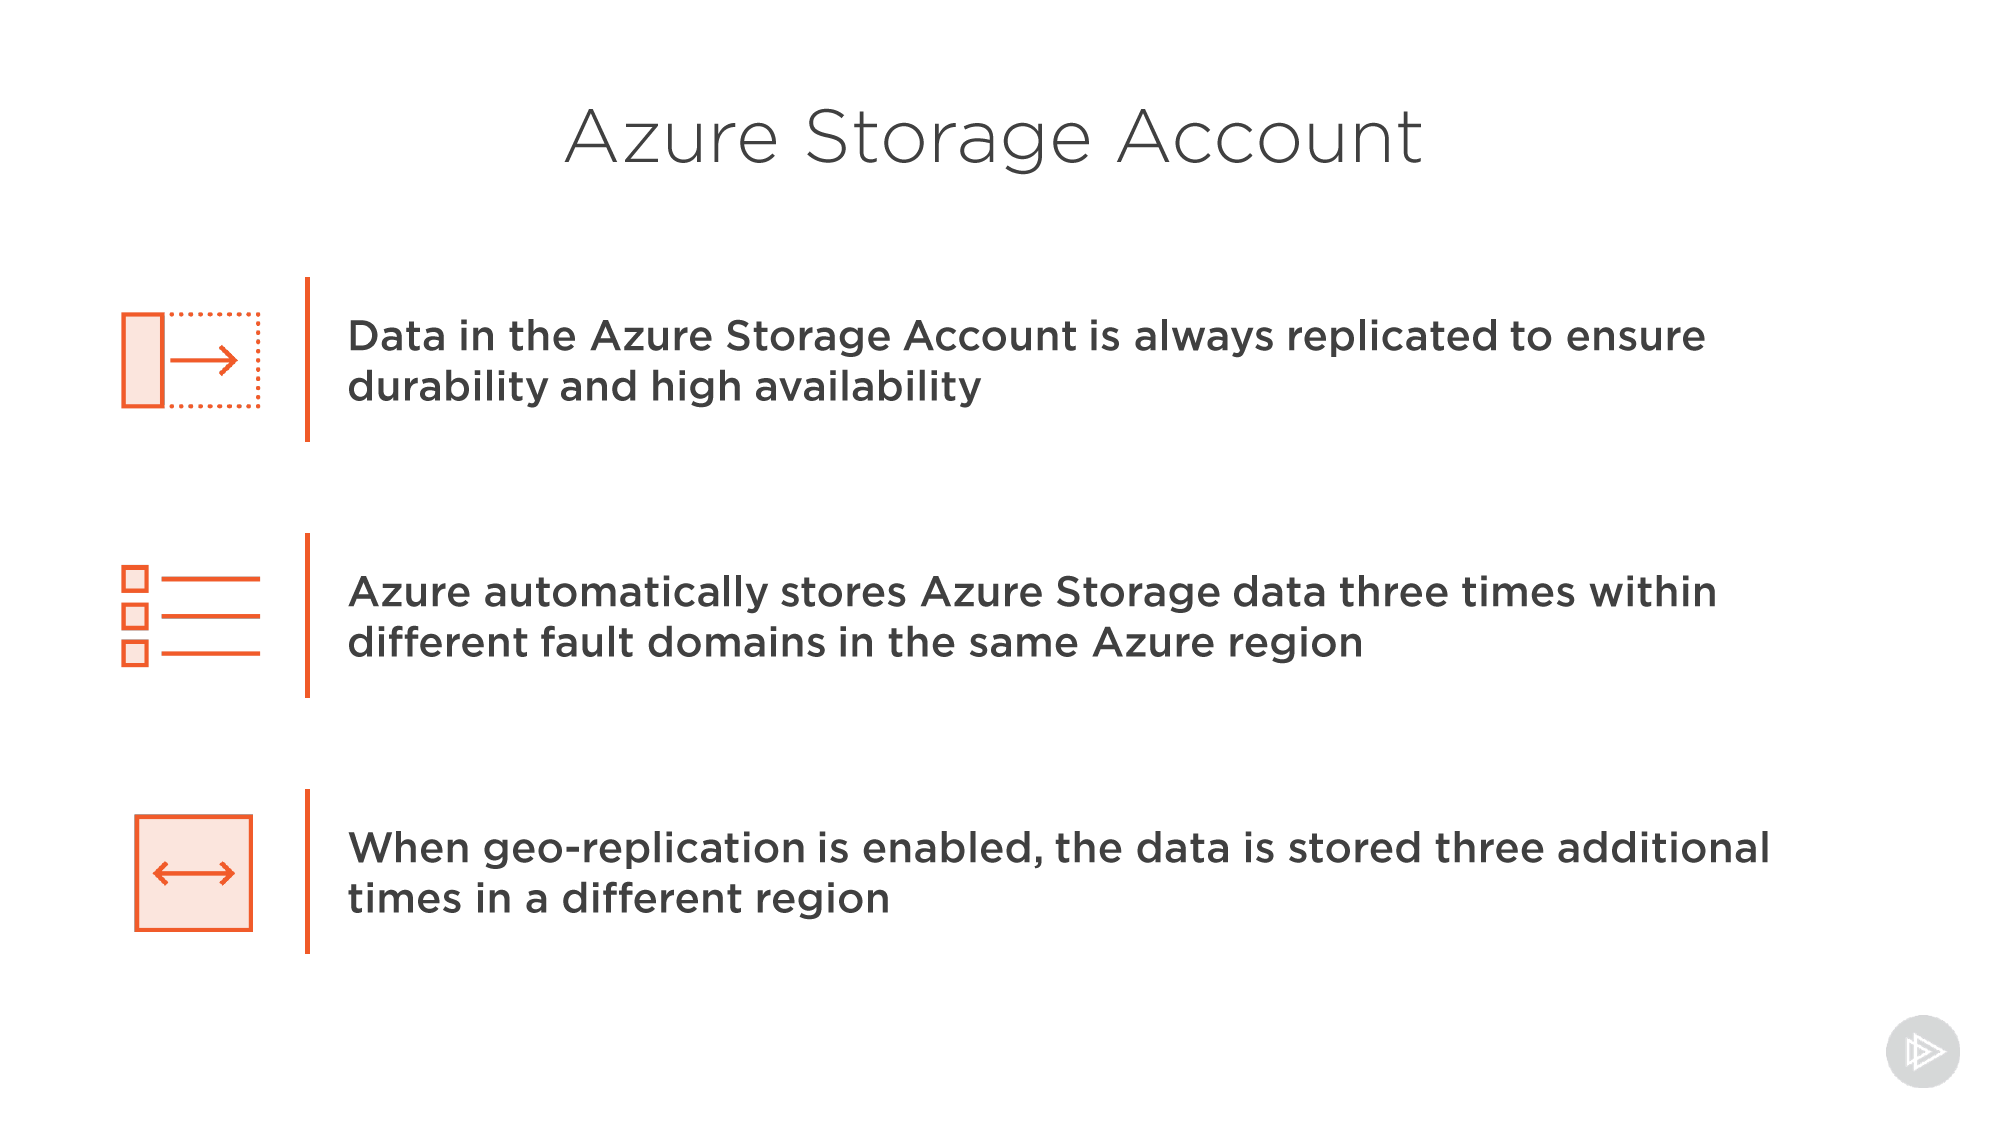 Azure Storage Account
Data in the Azure Storage Account is always replicated to ensure
durability and high availability
Azure automatically stores Azure Storage data three times within
different fault domains in the same Azure region
When geo-replication is enabled, the data is stored three additional
times in a different region